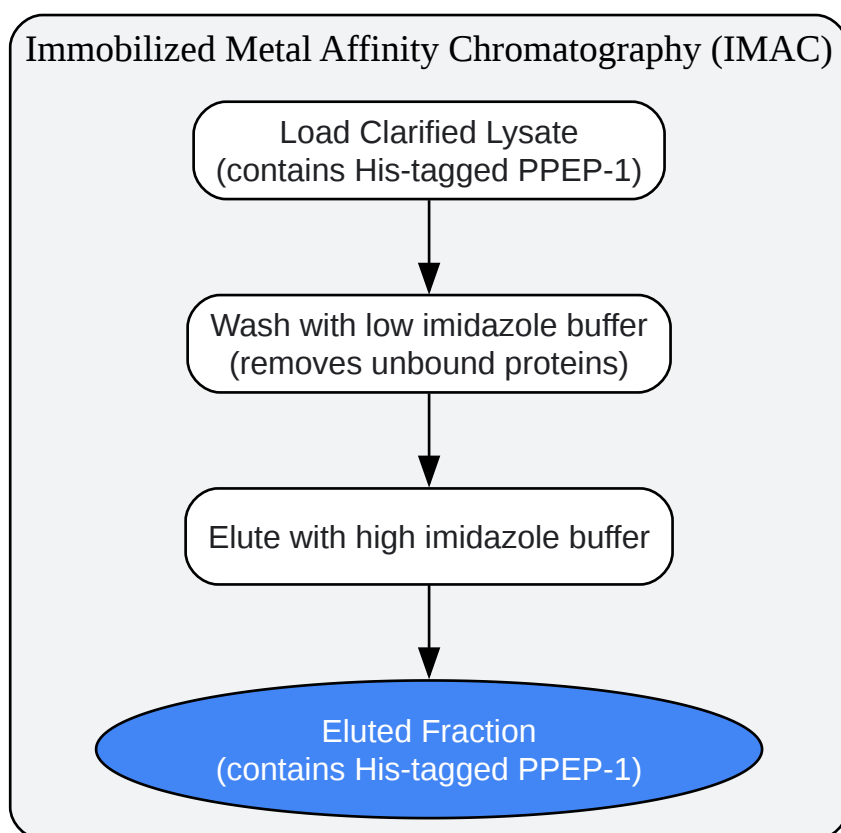 Immobilized Metal Affinity Chromatography (IMAC)
Load Clarified Lysate
(contains His-tagged PPEP-1)
Wash with low imidazole buffer
(removes unbound proteins)
Elute with high imidazole buffer
Eluted Fraction
(contains His-tagged PPEP-1)